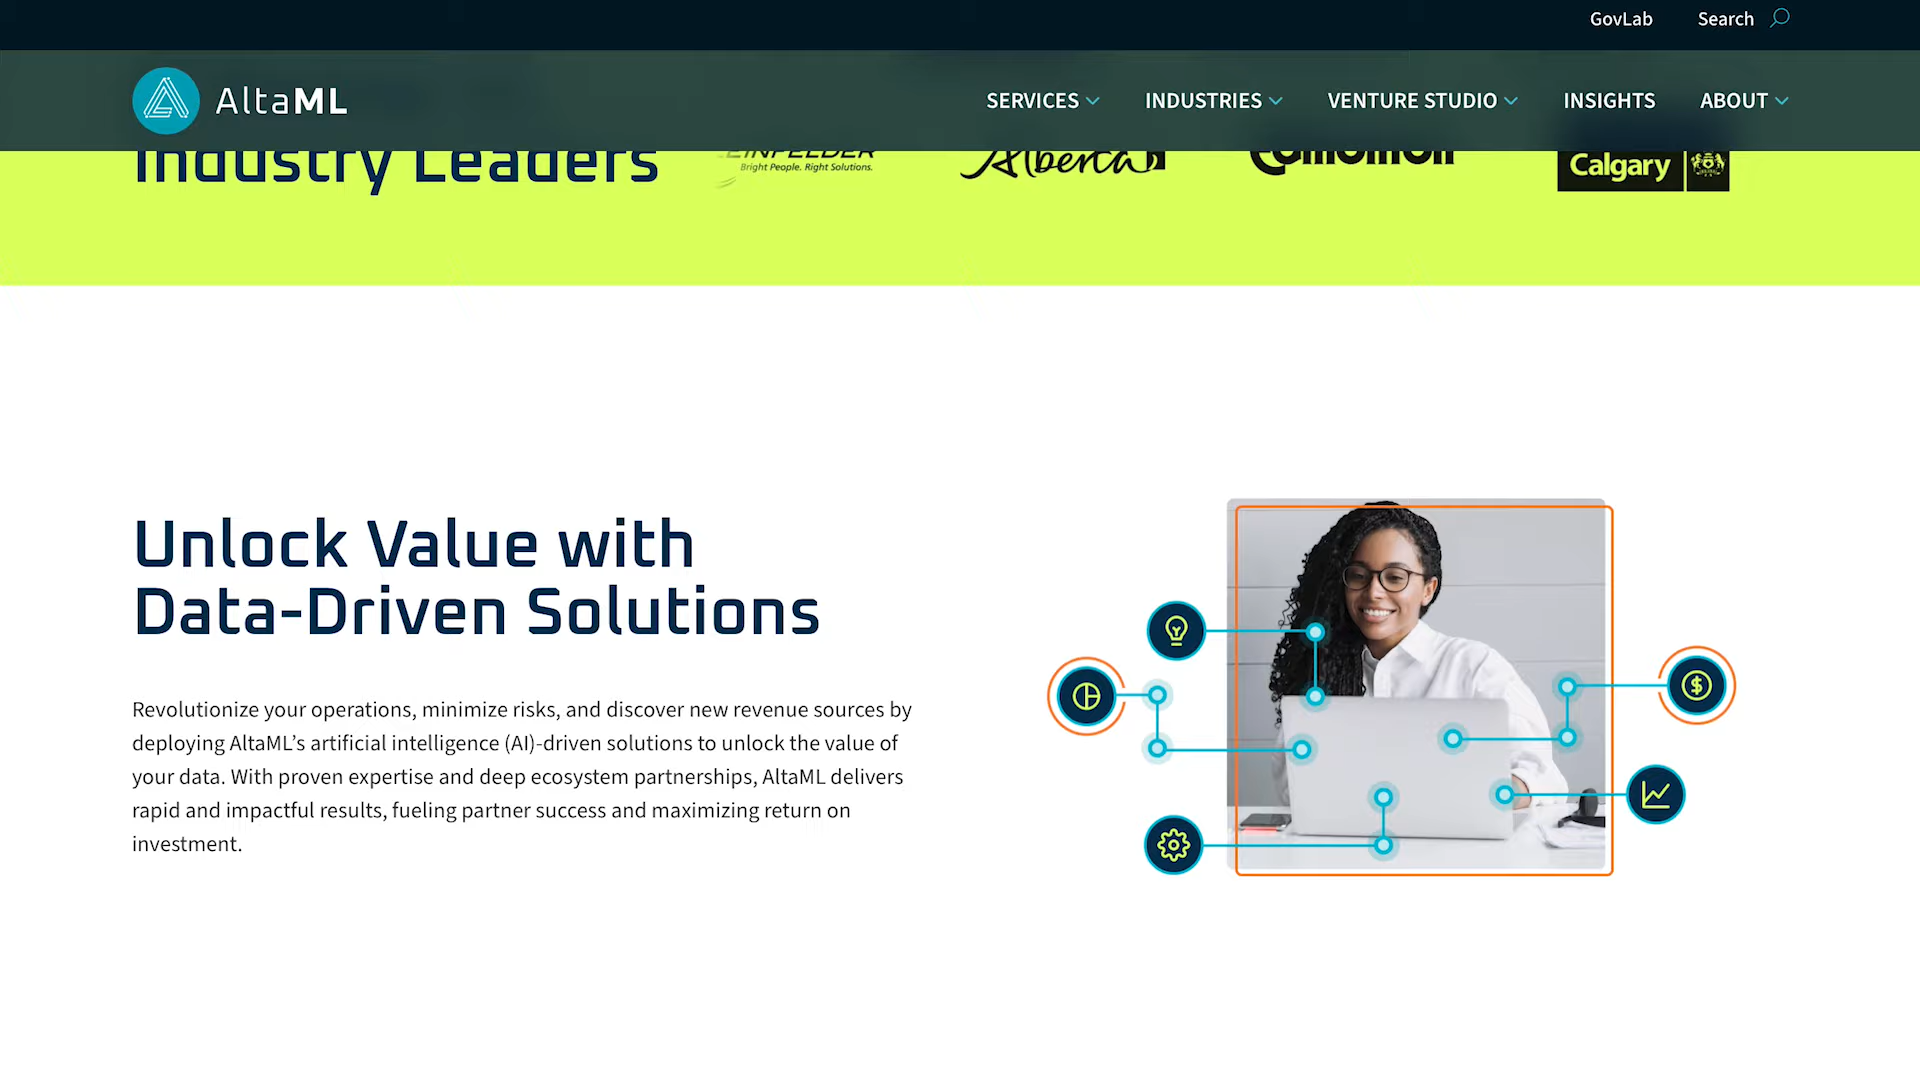 GovLab Search
AltaML
SERVICES INDUSTRIES VENTURE STUDIO INSIGHTS ABOUT
Industry Leaders
Bright People. Right Solutions.
Alberta
Calgary
Unlock Value with
Data-Driven Solutions
Revolutionize your operations, minimize risks, and discover new revenue sources by
deploying AltaML’s artificial intelligence (AI)-driven solutions to unlock the value of
your data. With proven expertise and deep ecosystem partnerships, AltaML delivers
rapid and impactful results, fueling partner success and maximizing return on
investment.